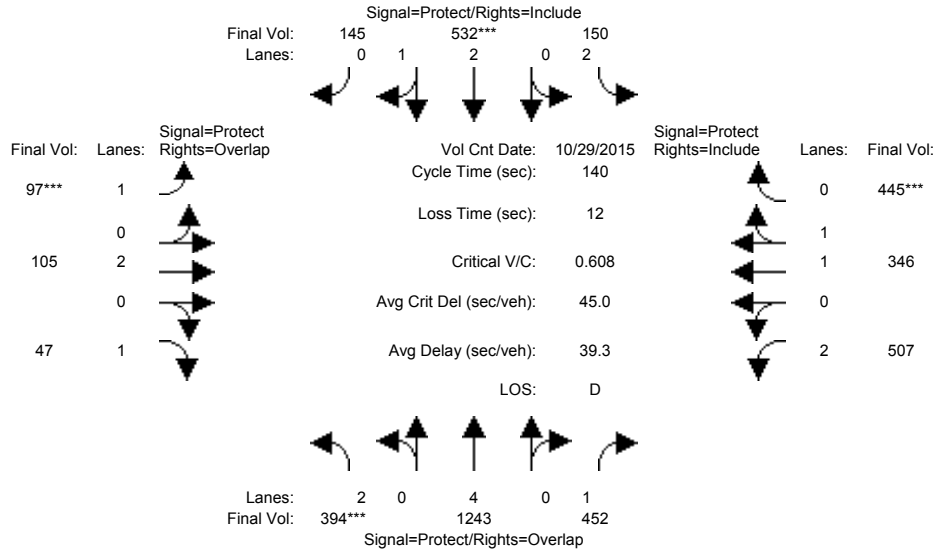 Signal=Protect/Rights=Include
Final Vol: 145 532*** 150
Lanes: 0 1 2 0 2
Signal=Protect
Final Vol: Lanes: Rights=Overlap
Vol Cnt Date: 10/29/2015
Signal=Protect
Rights=Include Lanes: Final Vol:
Cycle Time (sec): 140
97*** 1
0 445***
Loss Time (sec): 12
0
1
105 2
Critical V/C: 0.608
1 346
0
Avg Crit Del (sec/veh): 45.0
0
47 1
Avg Delay (sec/veh): 39.3
2 507
LOS: D
Lanes: 2 0 4 0 1
Final Vol: 394*** 1243 452
Signal=Protect/Rights=Overlap